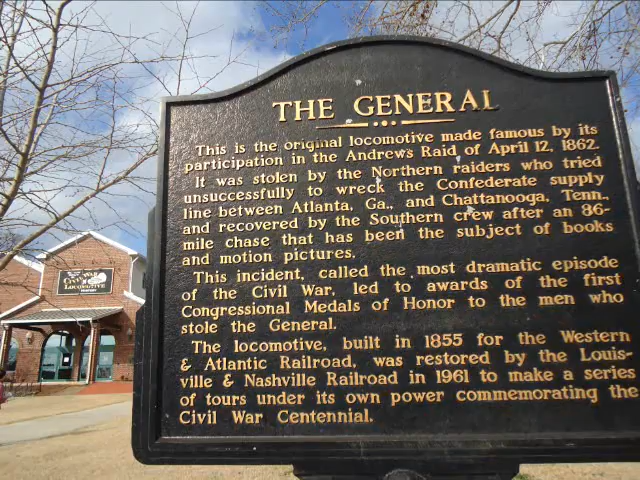 THE GENERAL
This is the original locomotive made famous by its
participation in the Andrews Raid of April 12, 1862.
It was stolen by the Northern raiders who tried
unsuccessfully to wreck the Confederate supply
line between Atlanta, Ga., and Chattanooga, Tenn.,
and recovered by the Southern crew after an 86-
mile chase that has been the subject of books
and motion pictures.
This incident, called the most dramatic episode
of the Civil War, led to awards of the first
Congressional Medals of Honor to the men who
stole the General.
The locomotive, built in 1855 for the Western
& Atlantic Railroad, was restored by the Louis-
ville & Nashville Railroad in 1961 to make a series
of tours under its own power commemorating the
Civil War Centennial.
CIVIL WAR
LOCOMOTIVE